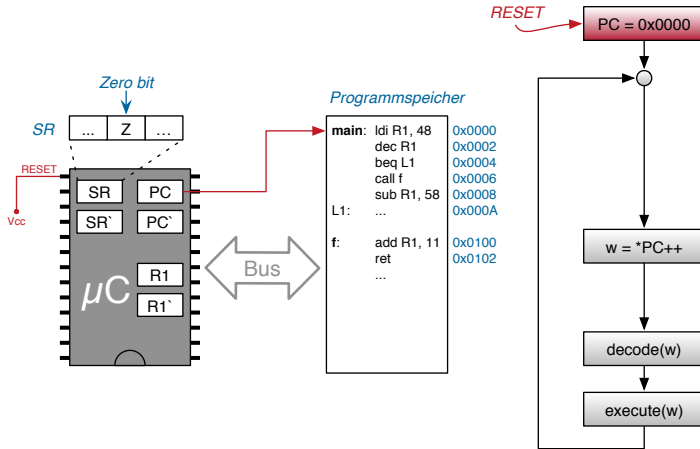 RESET
PC = 0x0000
Zero bit
Programmspeicher
SR
... Z ...
main: ldi R1, 48 0x0000
dec R1 0x0002
beq L1 0x0004
call f 0x0006
sub R1, 58 0x0008
L1: ... 0x000A
f: add R1, 11 0x0100
ret 0x0102
...
RESET
Vcc
SR PC
SR` PC`
R1
R1`
µC
Bus
w = *PC++
decode(w)
execute(w)